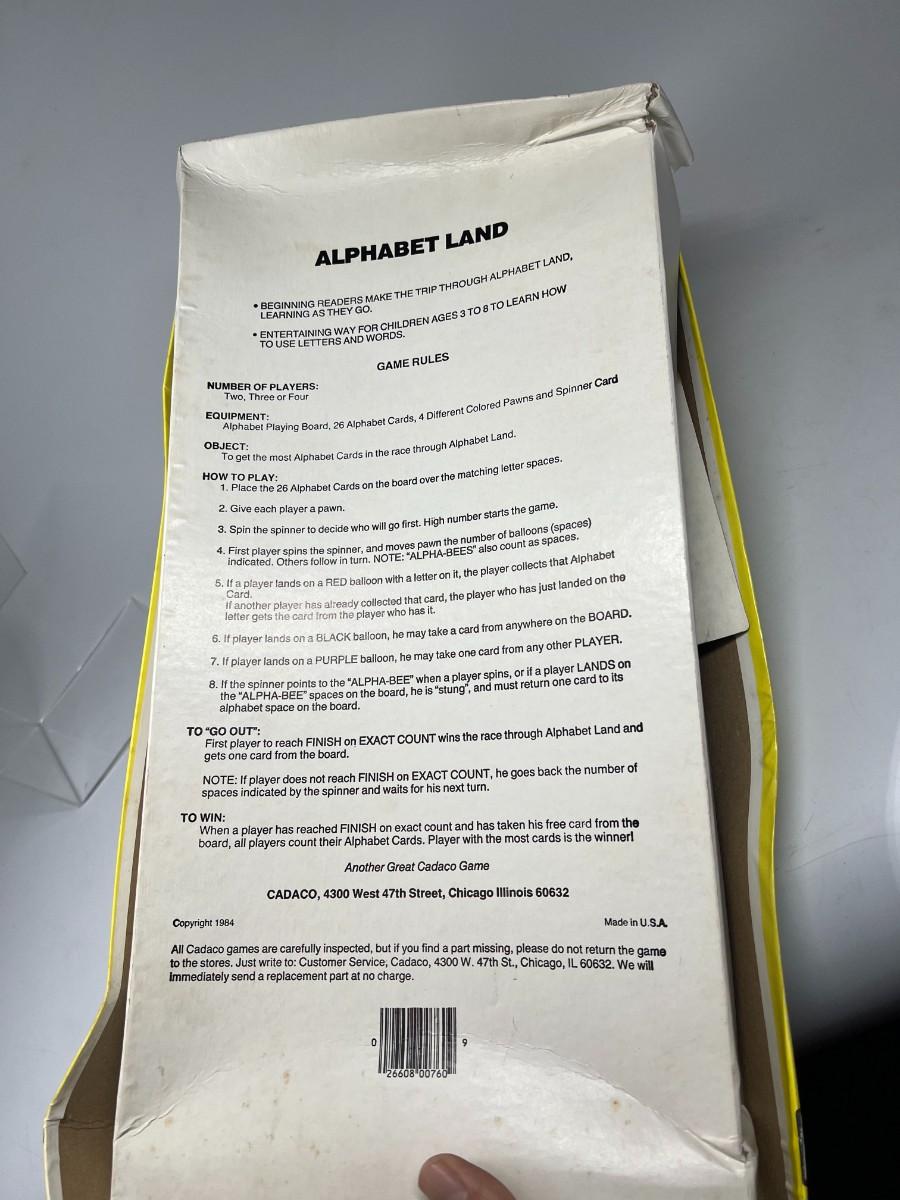 ALPHABET LAND
• BEGINNING READERS MAKE THE TRIP THROUGH ALPHABET LAND,
LEARNING AS THEY GO.
• ENTERTAINING WAY FOR CHILDREN AGES 3 TO 8 TO LEARN HOW
TO USE LETTERS AND WORDS.
GAME RULES
NUMBER OF PLAYERS:
Two, Three or Four
EQUIPMENT:
Alphabet Playing Board, 26 Alphabet Cards, 4 Different Colored Pawns and Spinner Card
OBJECT:
To get the most Alphabet Cards in the race through Alphabet Land.
HOW TO PLAY:
1. Place the 26 Alphabet Cards on the board over the matching letter spaces.
2. Give each player a pawn.
3. Spin the spinner to decide who will go first. High number starts the game.
4. First player spins the spinner, and moves pawn the number of balloons (spaces)
indicated. Others follow in turn. NOTE: "ALPHA-BEES" also count as spaces.
5. If a player lands on a RED balloon with a letter on it, the player collects that Alphabet
Card.
If another player has already collected that card, the player who has just landed on the
letter gets the card from the player who has it.
6. If player lands on a BLACK balloon, he may take a card from anywhere on the BOARD.
7. If player lands on a PURPLE balloon, he may take one card from any other PLAYER.
8. If the spinner points to the "ALPHA-BEE" when a player spins, or if a player LANDS on
the "ALPHA-BEE" spaces on the board, he is "stung", and must return one card to its
alphabet space on the board.
TO "GO OUT":
First player to reach FINISH on EXACT COUNT wins the race through Alphabet Land and
gets one card from the board.
NOTE: If player does not reach FINISH on EXACT COUNT, he goes back the number of
spaces indicated by the spinner and waits for his next turn.
TO WIN:
When a player has reached FINISH on exact count and has taken his free card from the
board, all players count their Alphabet Cards. Player with the most cards is the winner!
Another Great Cadaco Game
CADACO, 4300 West 47th Street, Chicago Illinois 60632
Copyright 1984 Made in U.S.A.
All Cadaco games are carefully inspected, but if you find a part missing, please do not return the game
to the stores. Just write to: Customer Service, Cadaco, 4300 W. 47th St., Chicago, IL 60632. We will
immediately send a replacement part at no charge.
0 9
26608 00760